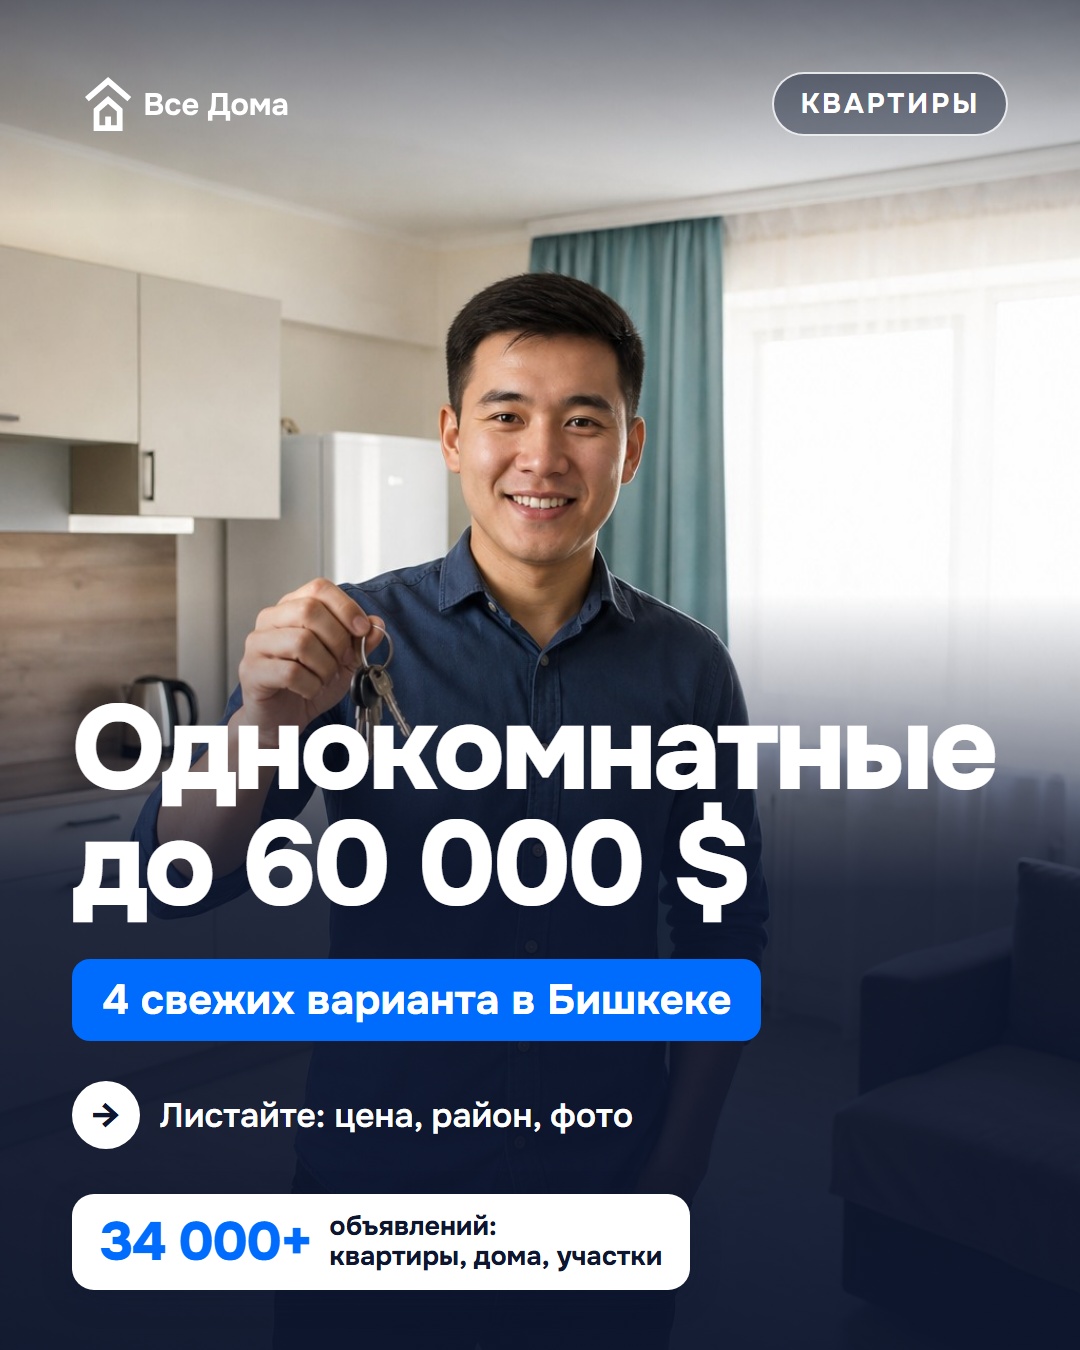 Все Дома
КВАРТИРЫ
Однокомнатные
до 60 000 $
4 свежих варианта в Бишкеке
Листайте: цена, район, фото
34 000+
объявлений:
квартиры, дома, участки